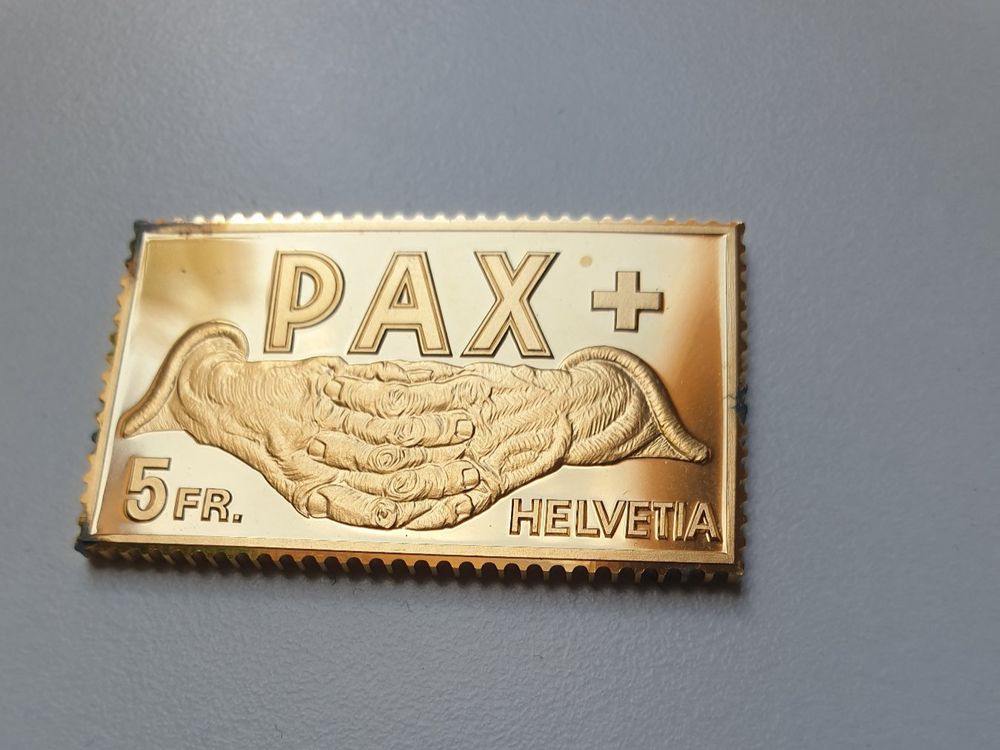 PAX +
5 FR. HELVETIA